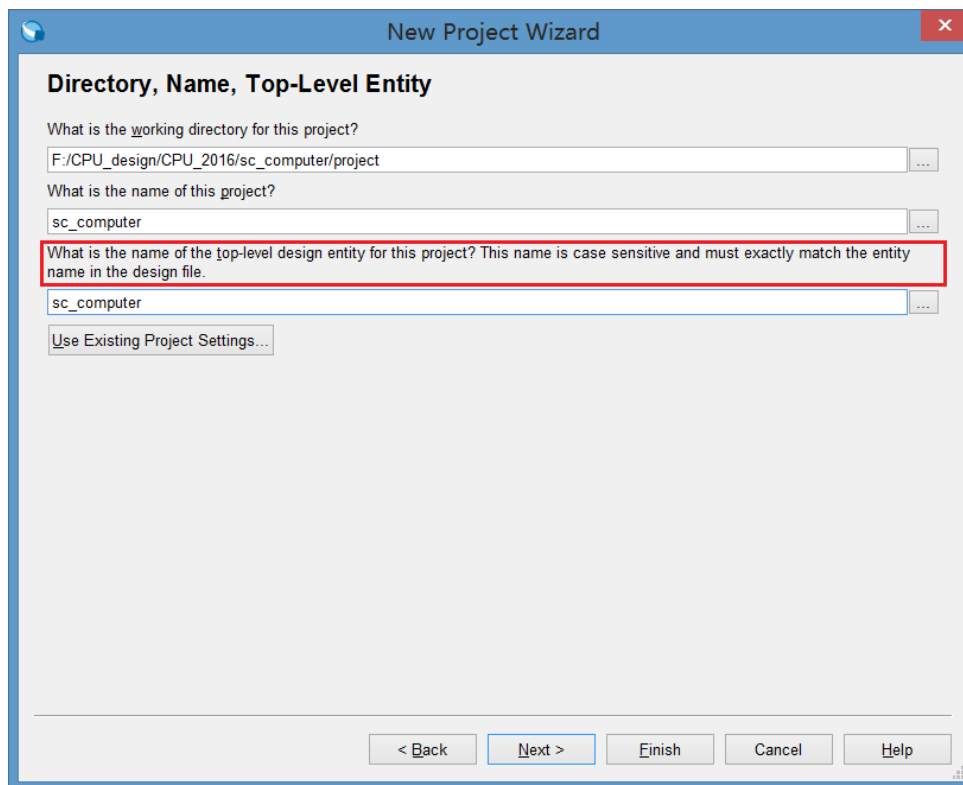 New Project Wizard
Directory, Name, Top-Level Entity
What is the working directory for this project?
F:/CPU_design/CPU_2016/sc_computer/project
...
What is the name of this project?
sc_computer
...
What is the name of the top-level design entity for this project? This name is case sensitive and must exactly match the entity
name in the design file.
sc_computer
...
Use Existing Project Settings...
< Back
Next >
Finish
Cancel
Help